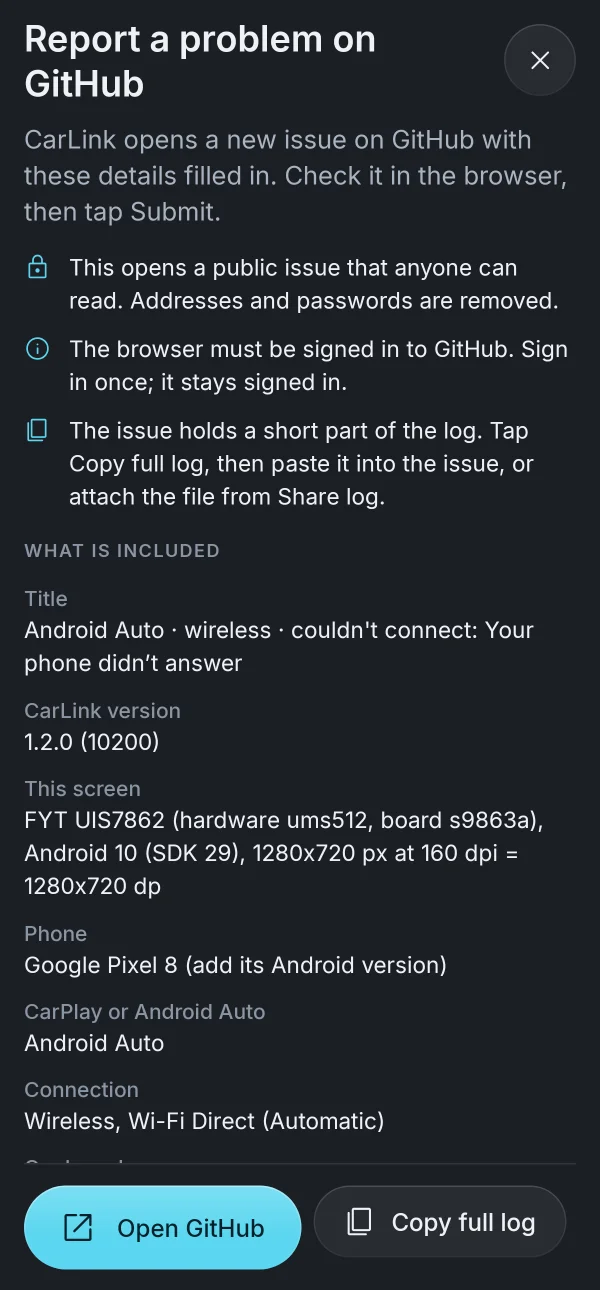 Report a problem on
GitHub
CarLink opens a new issue on GitHub with
these details filled in. Check it in the browser,
then tap Submit.
This opens a public issue that anyone can
read. Addresses and passwords are removed.
The browser must be signed in to GitHub. Sign
in once; it stays signed in.
The issue holds a short part of the log. Tap
Copy full log, then paste it into the issue, or
attach the file from Share log.
WHAT IS INCLUDED
Title
Android Auto · wireless · couldn't connect: Your
phone didn’t answer
CarLink version
1.2.0 (10200)
This screen
FYT UIS7862 (hardware ums512, board s9863a),
Android 10 (SDK 29), 1280x720 px at 160 dpi =
1280x720 dp
Phone
Google Pixel 8 (add its Android version)
CarPlay or Android Auto
Android Auto
Connection
Wireless, Wi-Fi Direct (Automatic)
Open GitHub
Copy full log